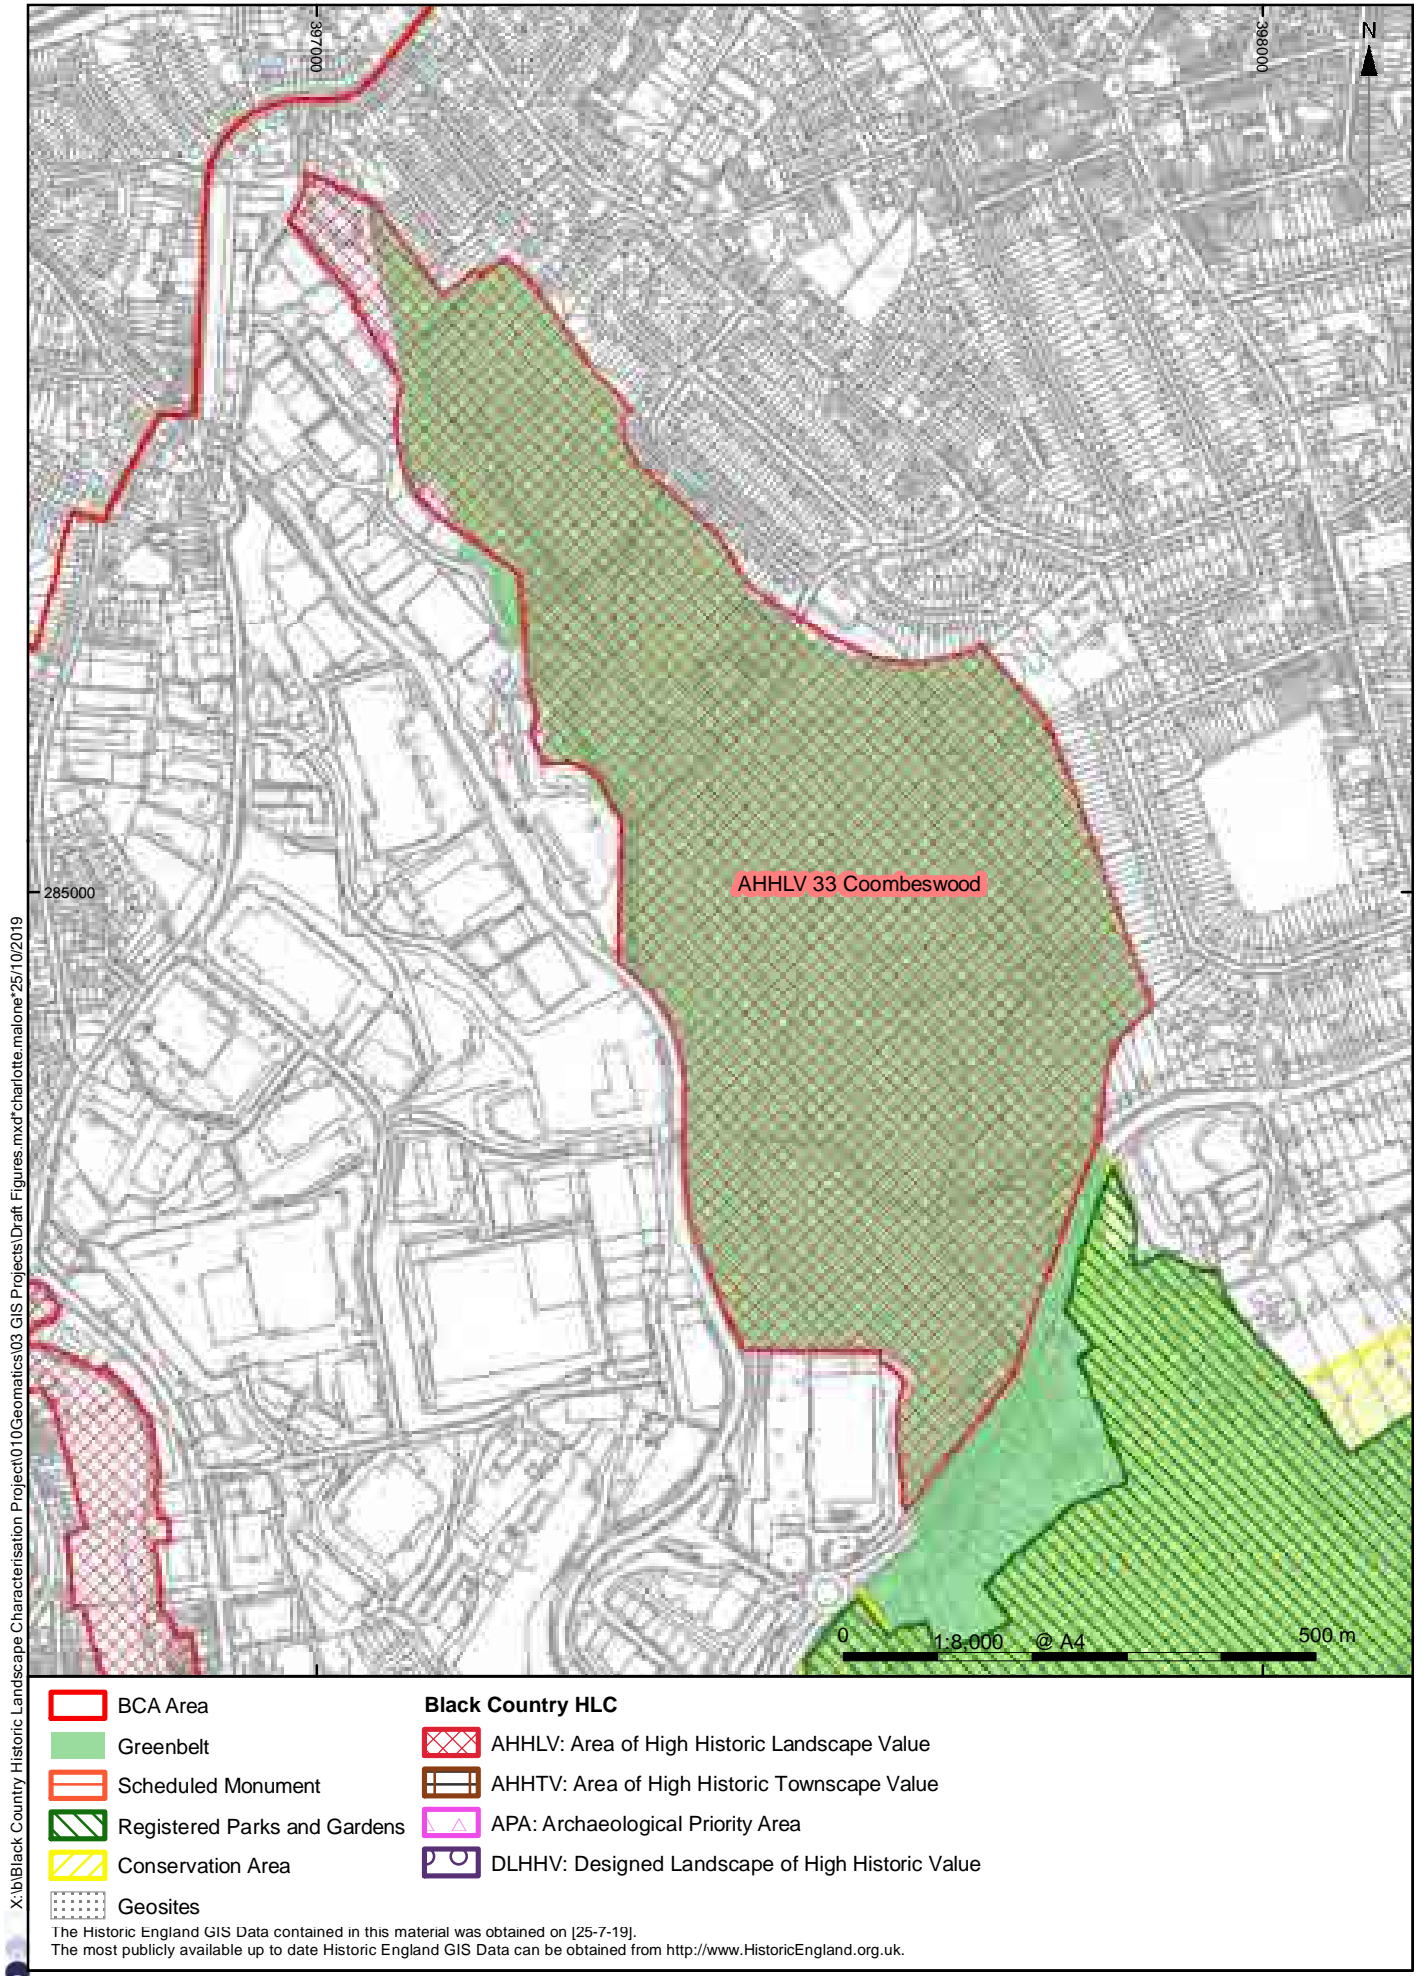 397000
398000
N
AHHLV 33 Coombeswood
285000
0
1:8,000 @ A4
500 m
X:\b\Black Country Historic Landscape Characterisation Project\010Geomatics\03 GIS Projects\Draft Figures.mxd*charlotte.malone*25/10/2019
BCA Area
Greenbelt
Scheduled Monument
Registered Parks and Gardens
Conservation Area
Geosites
Black Country HLC
AHHLV: Area of High Historic Landscape Value
AHHTV: Area of High Historic Townscape Value
APA: Archaeological Priority Area
DLHHV: Designed Landscape of High Historic Value
The Historic England GIS Data contained in this material was obtained on [25-7-19].
The most publicly available up to date Historic England GIS Data can be obtained from http://www.HistoricEngland.org.uk.